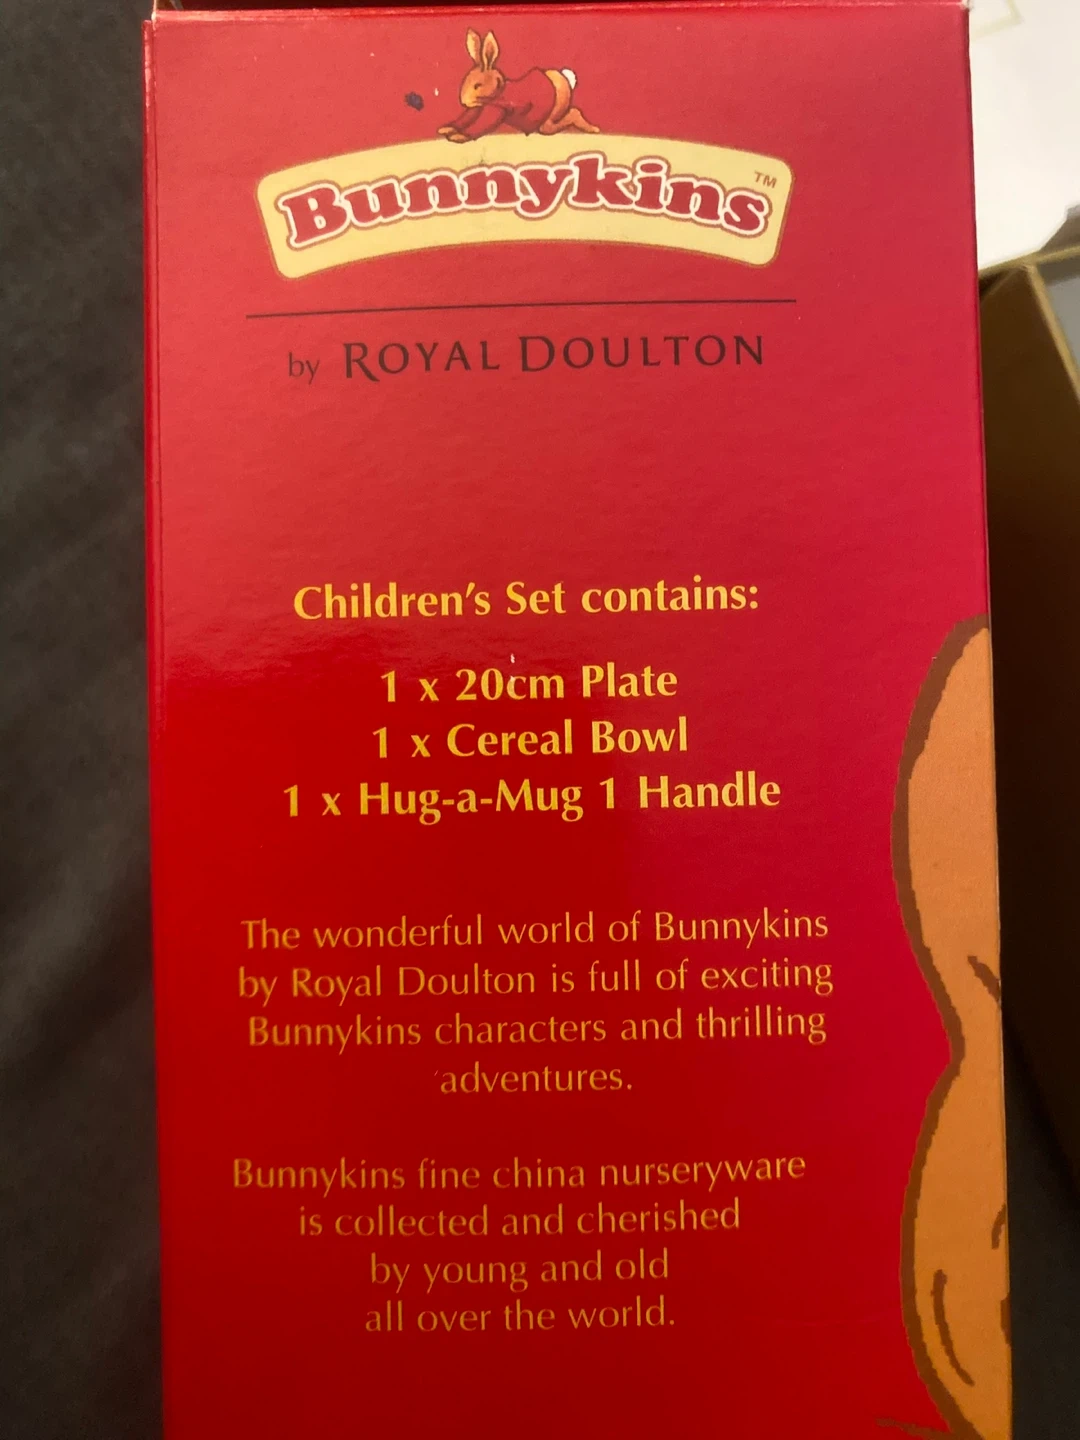 Bunnykins™
by ROYAL DOULTON
Children's Set contains:
1 x 20cm Plate
1 x Cereal Bowl
1 x Hug-a-Mug 1 Handle
The wonderful world of Bunnykins
by Royal Doulton is full of exciting
Bunnykins characters and thrilling
adventures.
Bunnykins fine china nurseryware
is collected and cherished
by young and old
all over the world.